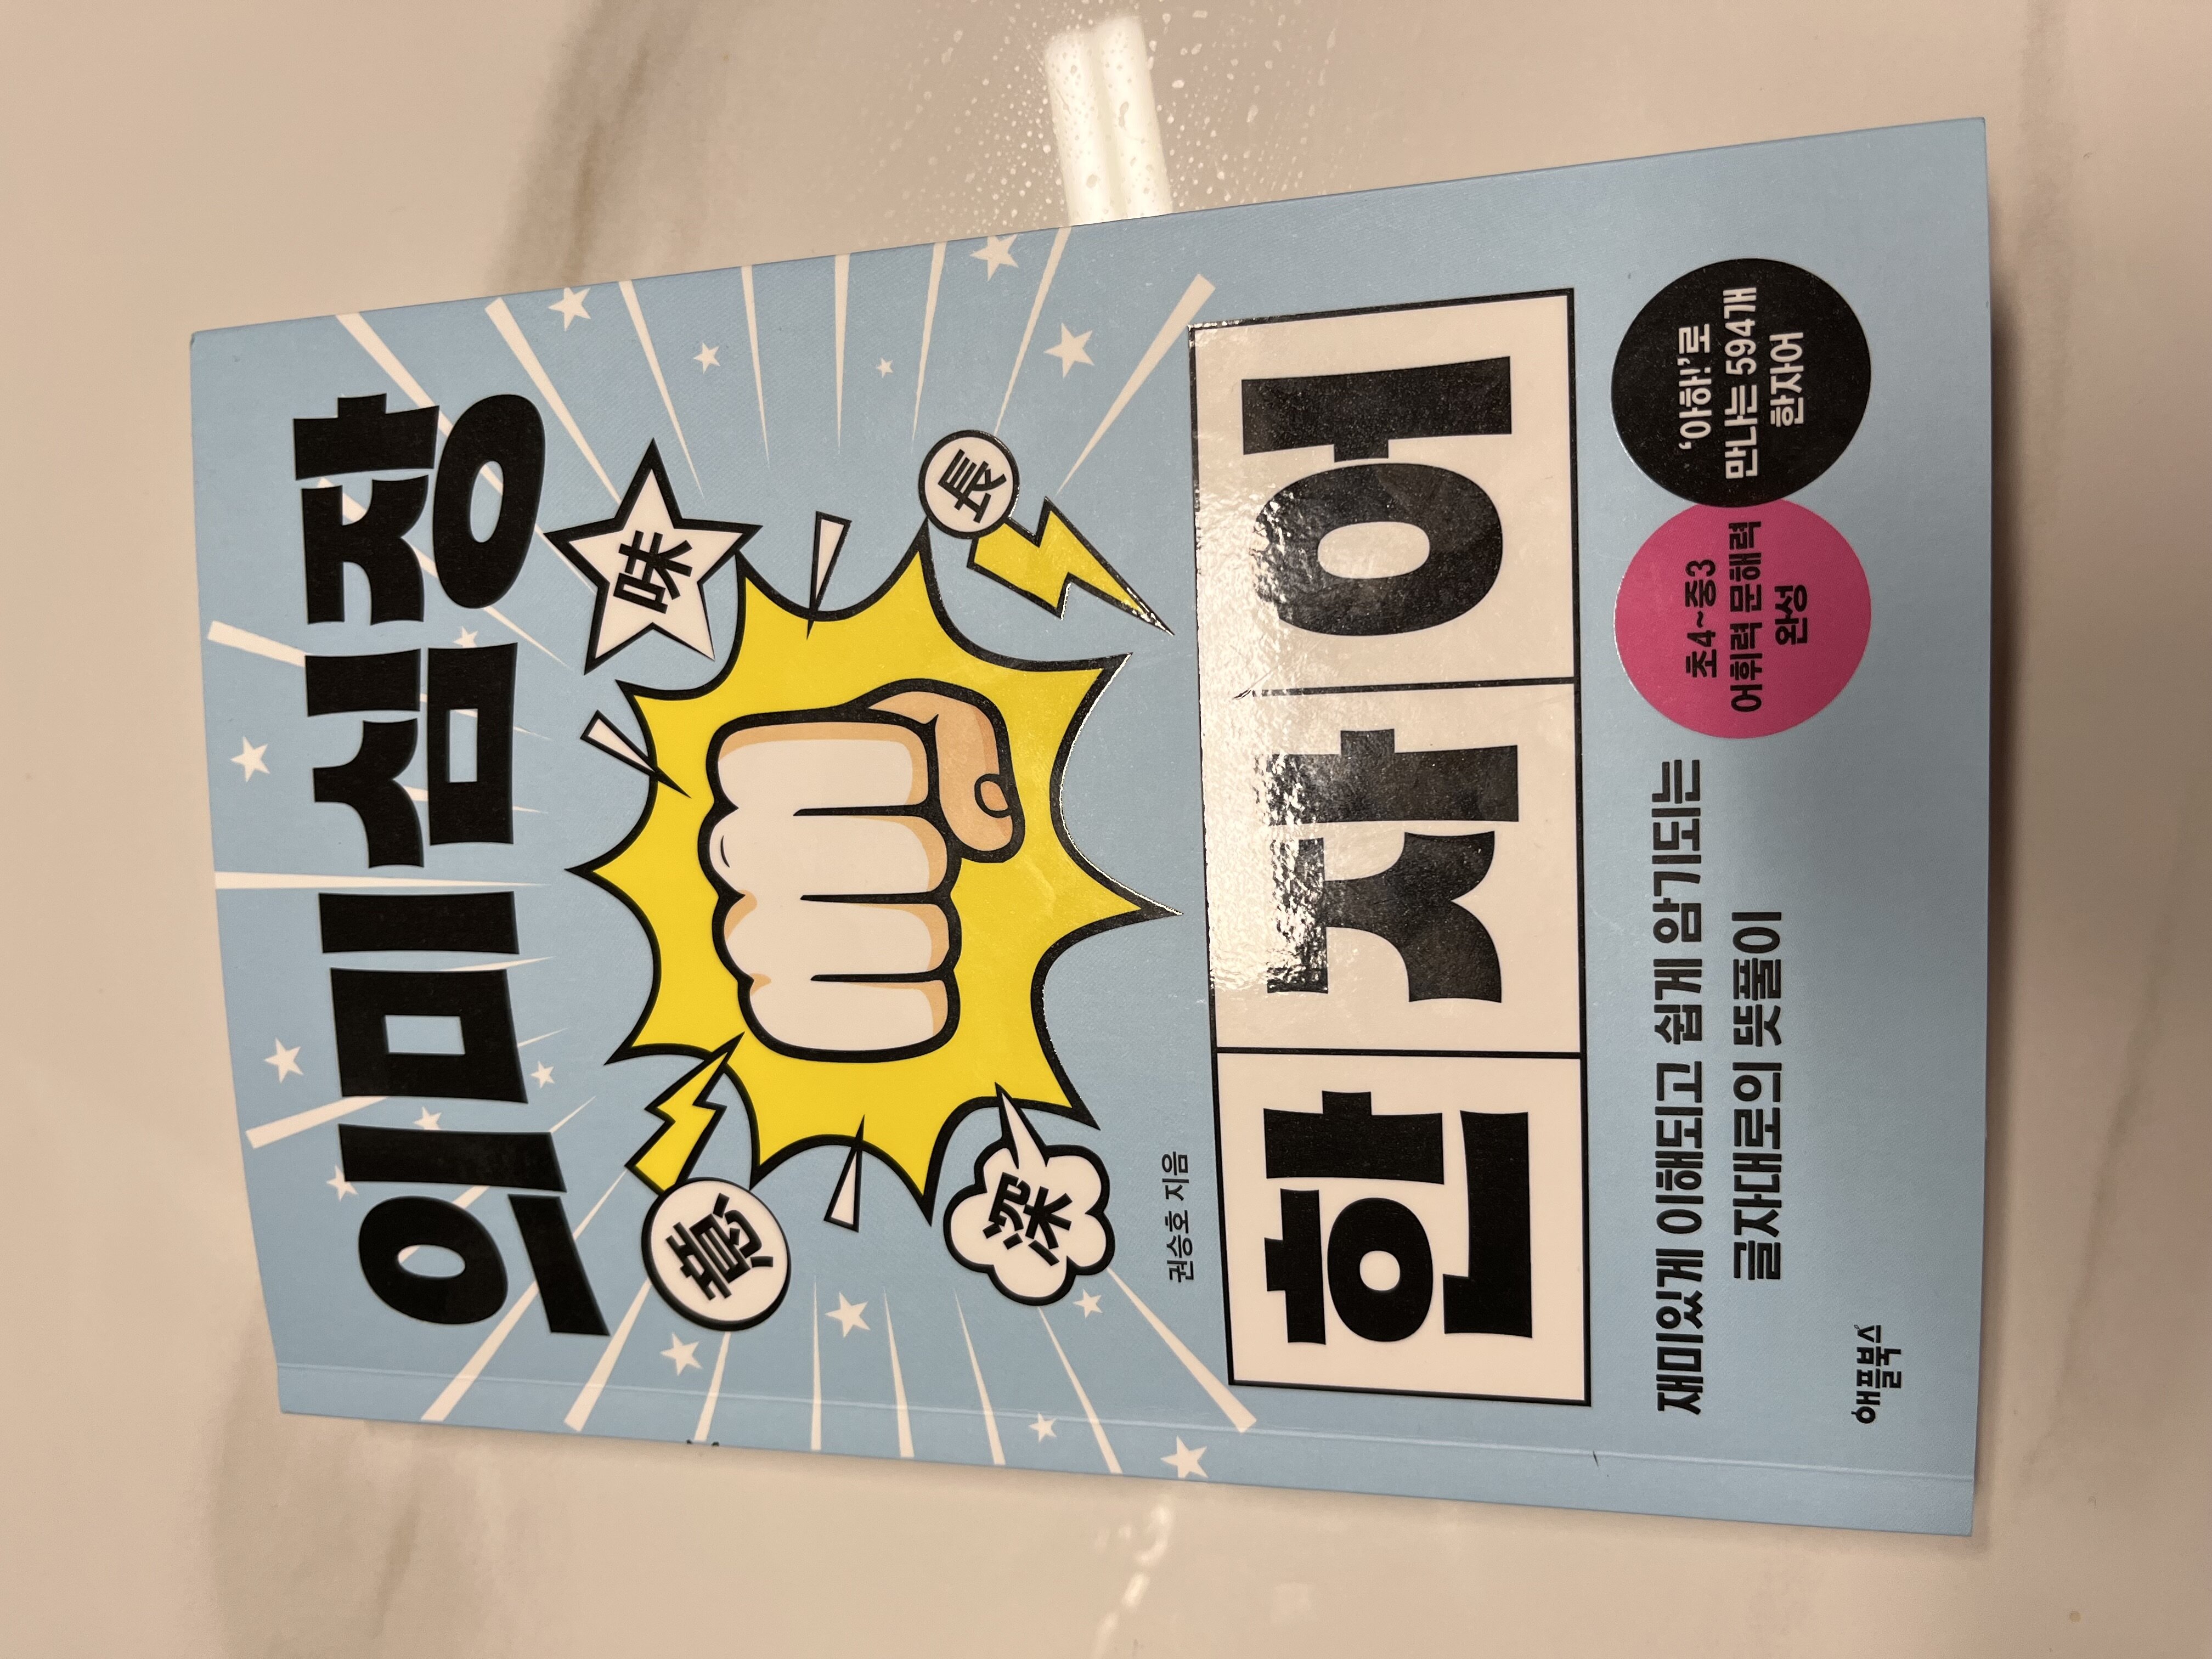 의미심장
意
味
深
長
권승호 지음
한자어
재미있게 이해되고 쉽게 암기되는
글자대로의 뜻풀이
초4~중3
어휘력 문해력
완성
‘아하!’로
만나는 594개
한자어
애플북스